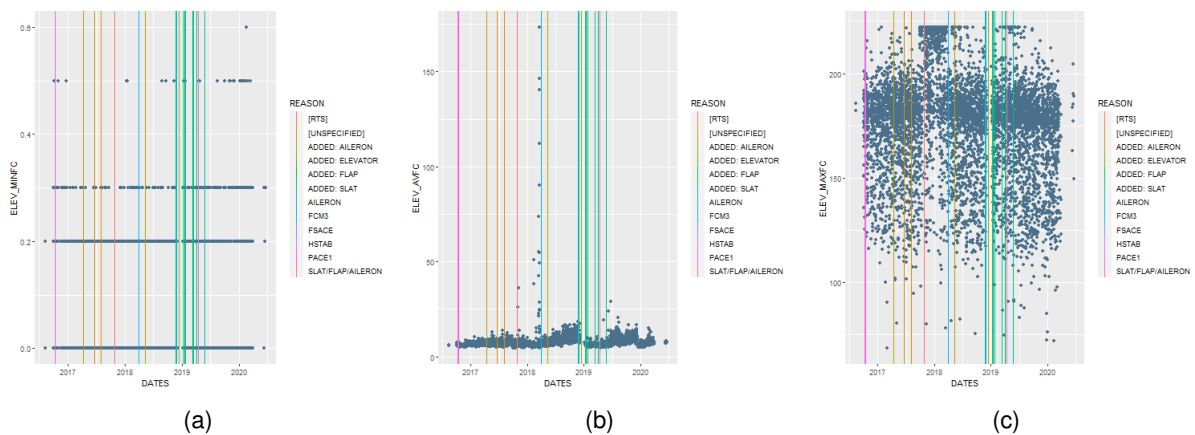 0.6
0.4
0.2
0.0
ELEV_MINFC
2017
2018
2019
2020
DATES
REASON
[RTS]
[UNSPECIFIED]
ADDED: AILERON
ADDED: ELEVATOR
ADDED: FLAP
ADDED: SLAT
AILERON
FCM3
FSACE
HSTAB
PACE1
SLAT/FLAP/AILERON
(a)
150
100
50
0
ELEV_AVFC
2017
2018
2019
2020
DATES
REASON
[RTS]
[UNSPECIFIED]
ADDED: AILERON
ADDED: ELEVATOR
ADDED: FLAP
ADDED: SLAT
AILERON
FCM3
FSACE
HSTAB
PACE1
SLAT/FLAP/AILERON
(b)
200
150
100
ELEV_MAXFC
2017
2018
2019
2020
DATES
REASON
[RTS]
[UNSPECIFIED]
ADDED: AILERON
ADDED: ELEVATOR
ADDED: FLAP
ADDED: SLAT
AILERON
FCM3
FSACE
HSTAB
PACE1
SLAT/FLAP/AILERON
(c)